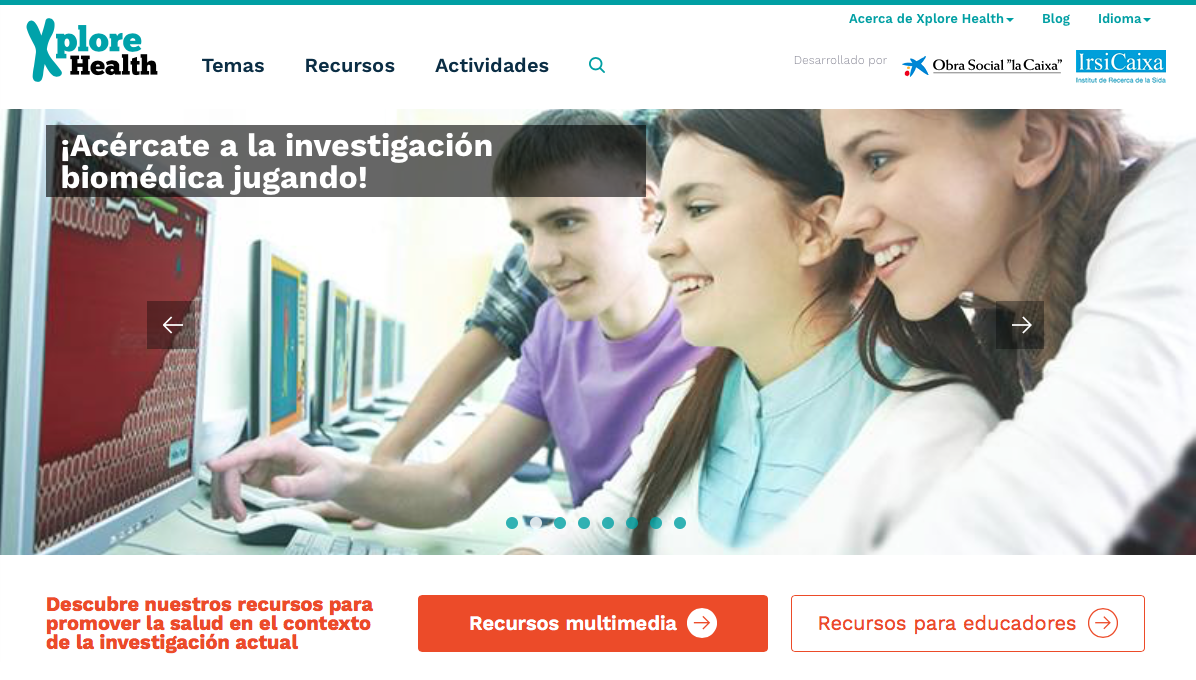 Acerca de Xplore Health
Blog
Idioma
Xplore
Health
Temas
Recursos
Actividades
Desarrollado por
Obra Social "la Caixa"
IrsiCaixa
Institut de Recerca de la Sida
¡Acércate a la investigación
biomédica jugando!
Descubre nuestros recursos para
promover la salud en el contexto
de la investigación actual
Recursos multimedia
Recursos para educadores